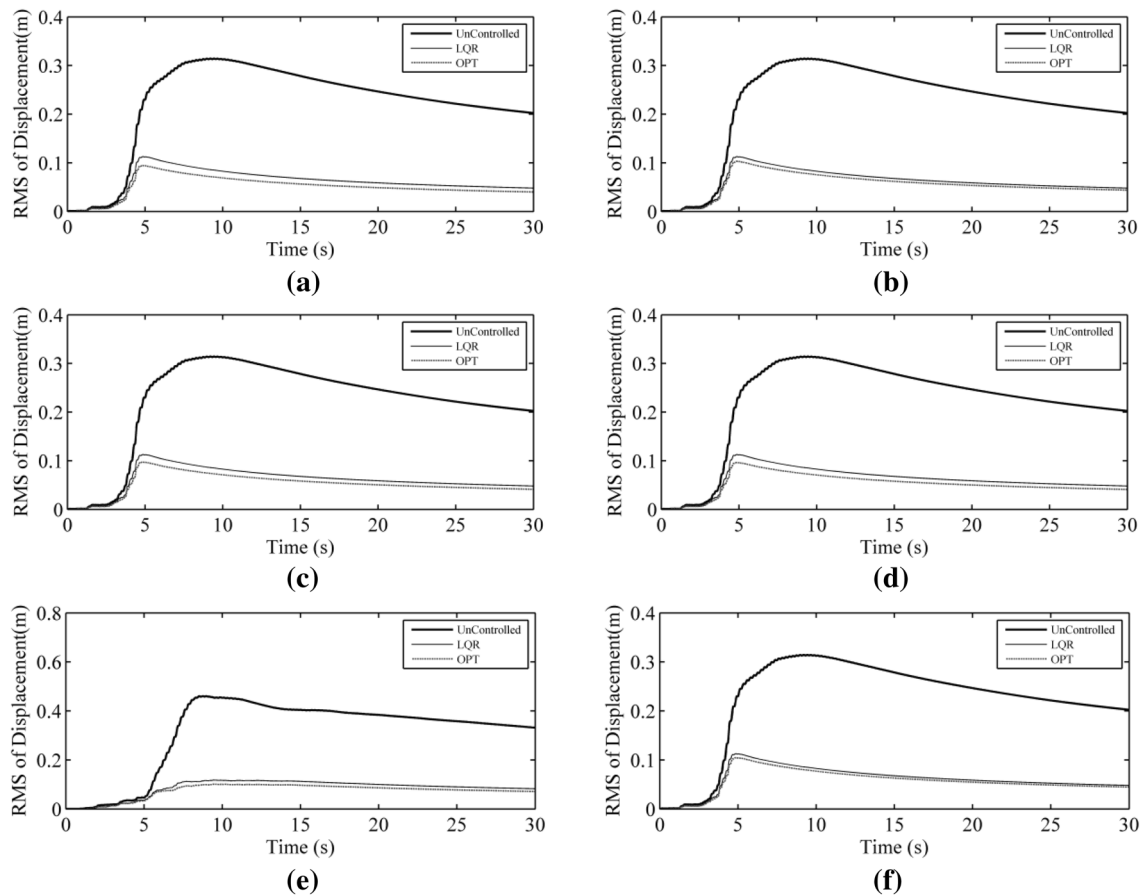 0.4
0.3
0.2
0.1
0
RMS of Displacement(m)
0 5 10 15 20 25 30
Time (s)
UnControlled
LQR
OPT
(a)
0.4
0.3
0.2
0.1
0
RMS of Displacement(m)
0 5 10 15 20 25 30
Time (s)
UnControlled
LQR
OPT
(b)
0.4
0.3
0.2
0.1
0
RMS of Displacement(m)
0 5 10 15 20 25 30
Time (s)
UnControlled
LQR
OPT
(c)
0.4
0.3
0.2
0.1
0
RMS of Displacement(m)
0 5 10 15 20 25 30
Time (s)
UnControlled
LQR
OPT
(d)
0.8
0.6
0.4
0.2
0
RMS of Displacement(m)
0 5 10 15 20 25 30
Time (s)
UnControlled
LQR
OPT
(e)
0.4
0.3
0.2
0.1
0
RMS of Displacement(m)
0 5 10 15 20 25 30
Time (s)
UnControlled
LQR
OPT
(f)